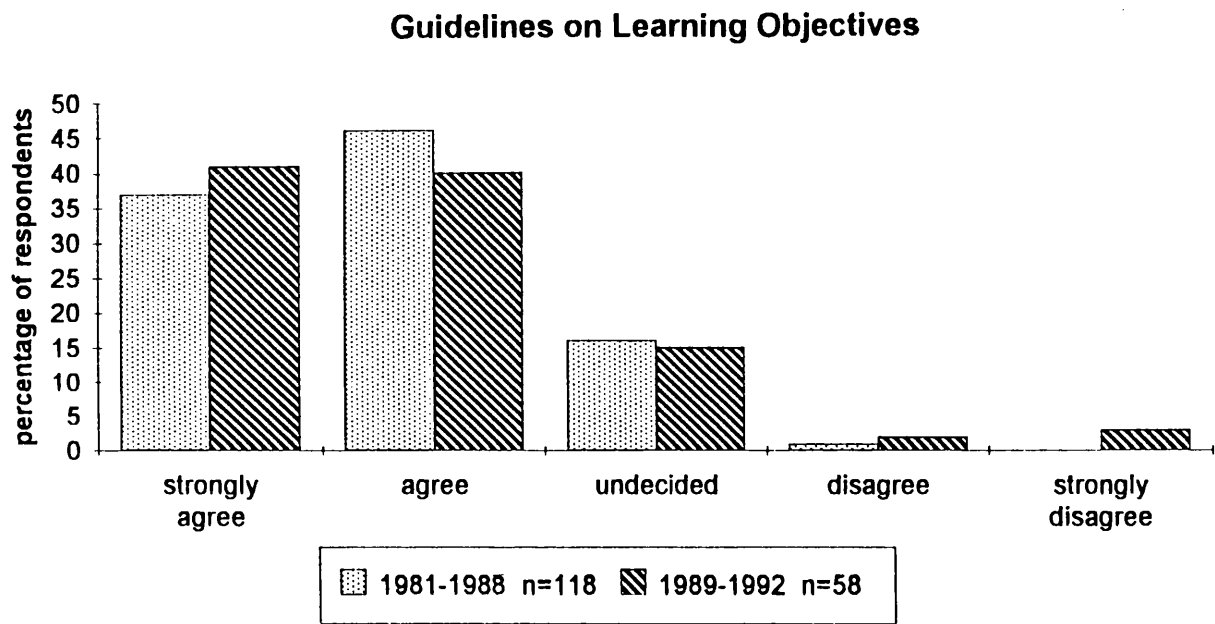 Guidelines on Learning Objectives
percentage of respondents
50
45
40
35
30
25
20
15
10
5
0
strongly
agree
agree
undecided
disagree
strongly
disagree
1981-1988 n=118
1989-1992 n=58